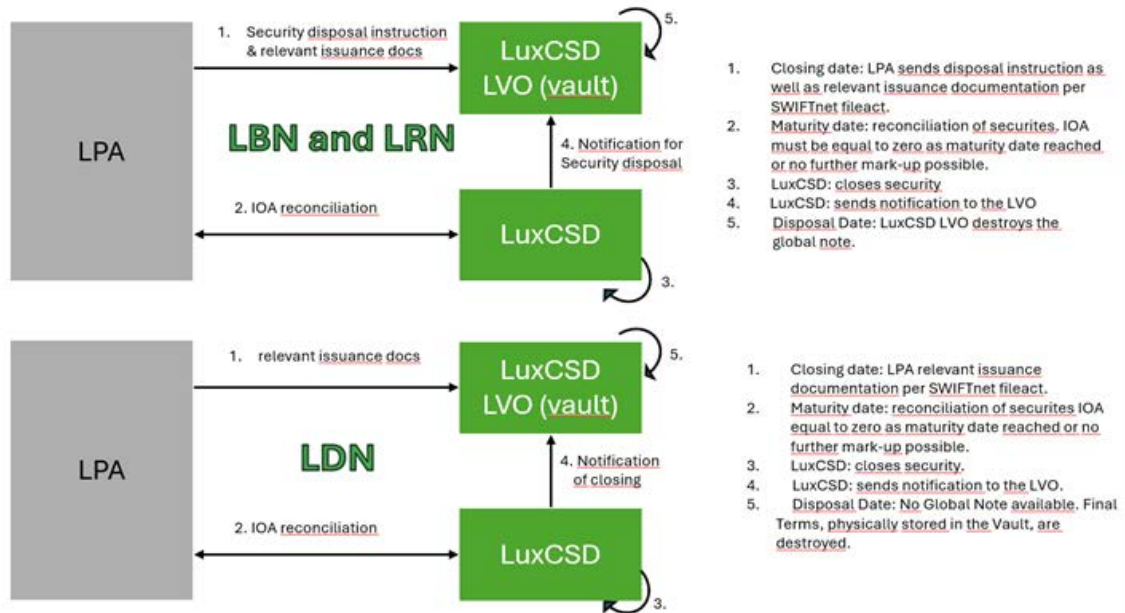 1. Security disposal instruction
& relevant issuance docs
5.
LuxCSD
LVO (vault)
LPA
LBN and LRN
4. Notification for
Security disposal
2. IOA reconciliation
LuxCSD
3.
1. Closing date: LPA sends disposal instruction as
well as relevant issuance documentation per
SWIFTnet fileact.
2. Maturity date: reconciliation of securites. IOA
must be equal to zero as maturity date reached
or no further mark-up possible.
3. LuxCSD: closes security
4. LuxCSD: sends notification to the LVO
5. Disposal Date: LuxCSD LVO destroys the
global note.
1. relevant issuance docs
5.
LuxCSD
LVO (vault)
LPA
LDN
4. Notification
of closing
2. IOA reconciliation
LuxCSD
3.
1. Closing date: LPA relevant issuance
documentation per SWIFTnet fileact.
2. Maturity date: reconciliation of securites IOA
equal to zero as maturity date reached or no
further mark-up possible.
3. LuxCSD: closes security.
4. LuxCSD: sends notification to the LVO.
5. Disposal Date: No Global Note available. Final
Terms, physically stored in the Vault, are
destroyed.